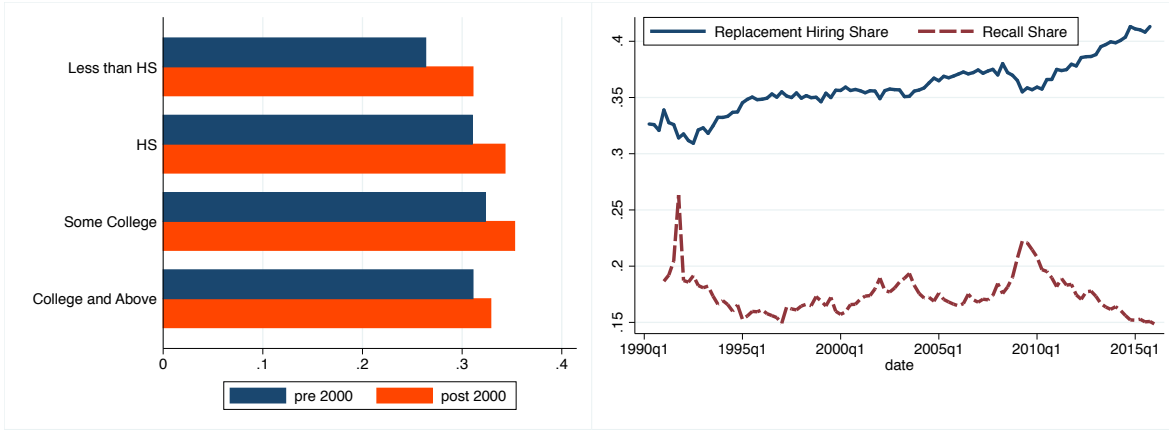 Less than HS
HS
Some College
College and Above
0 .1 .2 .3 .4
pre 2000 post 2000
Replacement Hiring Share Recall Share
.4
.35
.3
.25
.2
.15
1990q1 1995q1 2000q1 2005q1 2010q1 2015q1
date